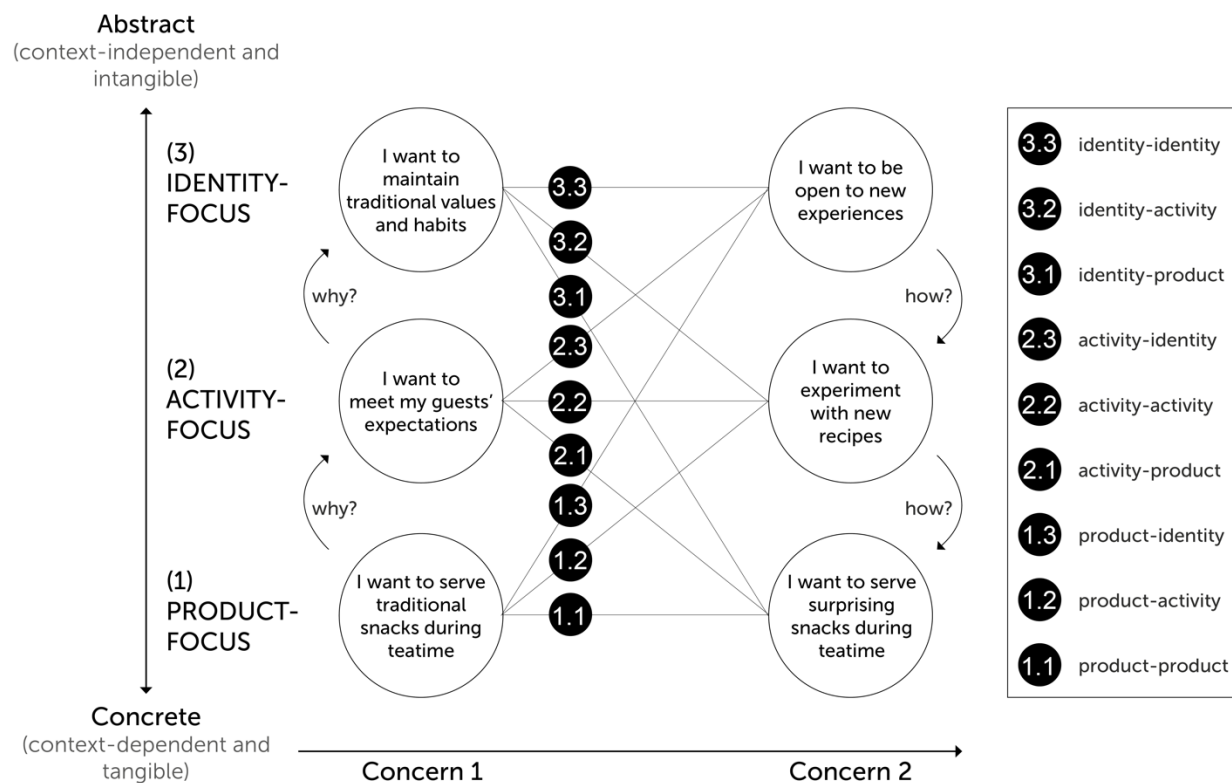 Abstract
(context-independent and
intangible)
(3)
IDENTITY-
FOCUS
I want to
maintain
traditional values
and habits
3.3
I want to be
open to new
experiences
3.2
3.1
why?
how?
2.3
(2)
ACTIVITY-
FOCUS
I want to
meet my guests’
expectations
2.2
I want to
experiment
with new
recipes
2.1
why?
how?
1.3
1.2
(1)
PRODUCT-
FOCUS
I want to serve
traditional
snacks during
teatime
1.1
I want to serve
surprising
snacks during
teatime
Concrete
(context-dependent and
tangible)
Concern 1
Concern 2
3.3 identity-identity
3.2 identity-activity
3.1 identity-product
2.3 activity-identity
2.2 activity-activity
2.1 activity-product
1.3 product-identity
1.2 product-activity
1.1 product-product